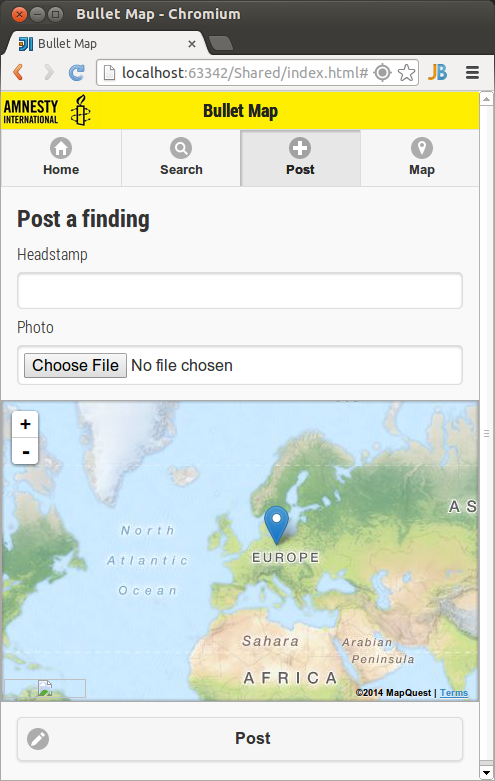 Bullet Map - Chromium
Bullet Map
localhost:63342/Shared/index.html#
JB
AMNESTY
INTERNATIONAL
Bullet Map
Home Search Post Map
Post a finding
Headstamp
Photo
Choose File No file chosen
+
-
AS
North
Atlantic
Ocean
EUROPE
Sahara
Arabian
Peninsula
AFRICA
©2014 MapQuest | Terms
Post